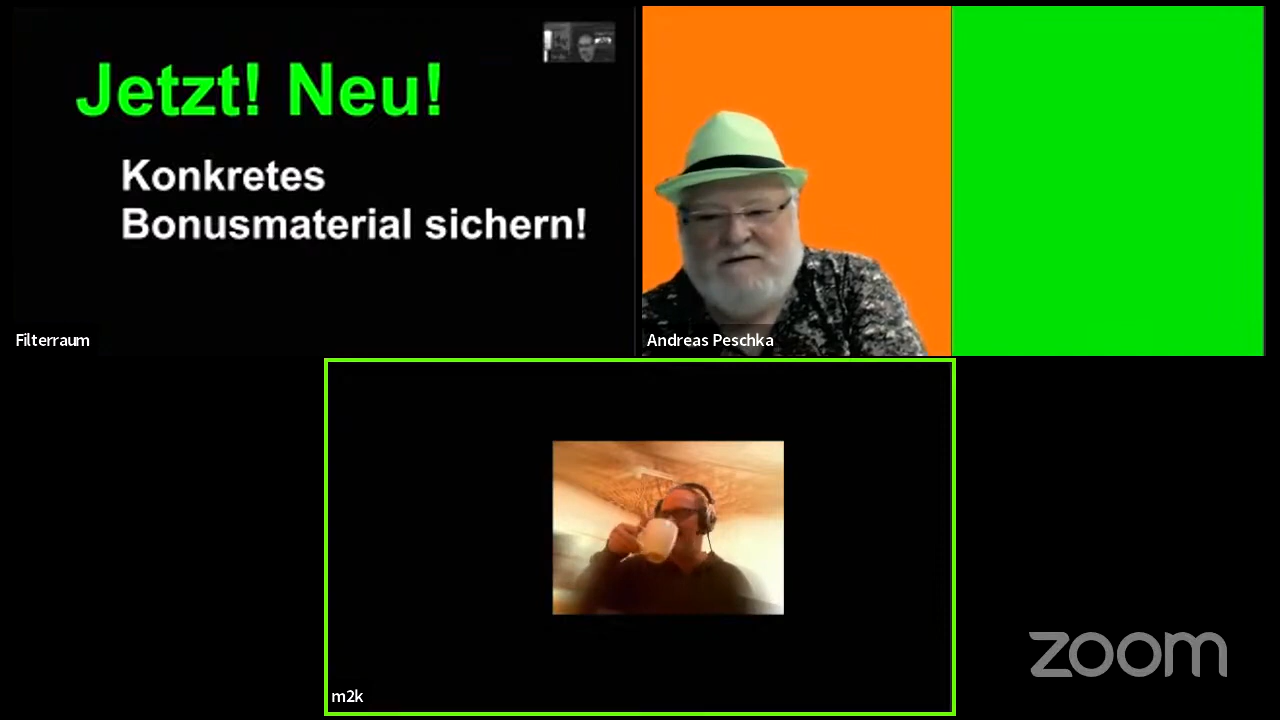 Jetzt! Neu!
Konkretes
Bonusmaterial sichern!
Filterraum
Andreas Peschka
m2k
zoom